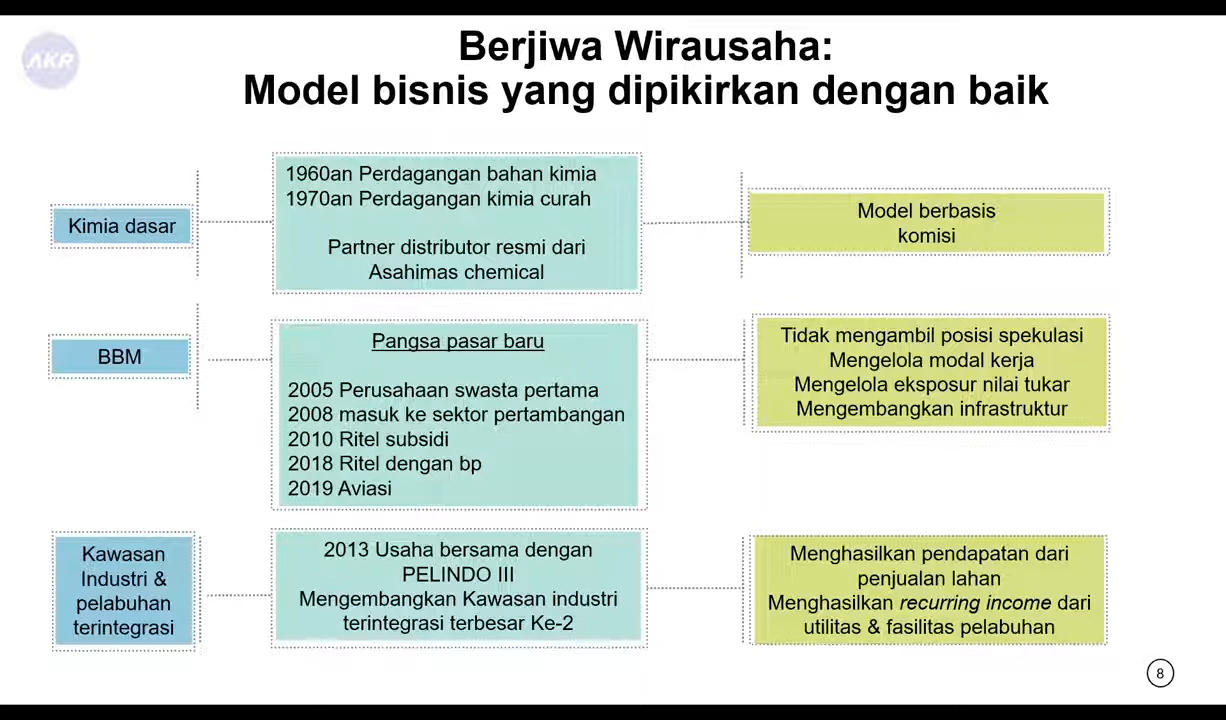 AKR
Berjiwa Wirausaha:
Model bisnis yang dipikirkan dengan baik
Kimia dasar
1960an Perdagangan bahan kimia
1970an Perdagangan kimia curah
Partner distributor resmi dari
Asahimas chemical
Model berbasis
komisi
BBM
Pangsa pasar baru
2005 Perusahaan swasta pertama
2008 masuk ke sektor pertambangan
2010 Ritel subsidi
2018 Ritel dengan bp
2019 Aviasi
Tidak mengambil posisi spekulasi
Mengelola modal kerja
Mengelola eksposur nilai tukar
Mengembangkan infrastruktur
Kawasan
Industri &
pelabuhan
terintegrasi
2013 Usaha bersama dengan
PELINDO III
Mengembangkan Kawasan industri
terintegrasi terbesar Ke-2
Menghasilkan pendapatan dari
penjualan lahan
Menghasilkan recurring income dari
utilitas & fasilitas pelabuhan
8